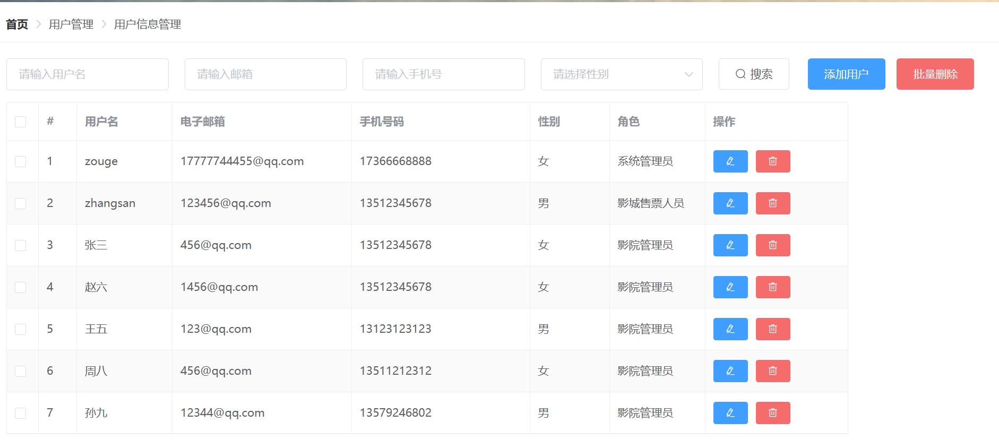 首页 > 用户管理 > 用户信息管理
请输入用户名 请输入邮箱 请输入手机号 请选择性别 搜索 添加用户 批量删除
# 用户名 电子邮箱 手机号码 性别 角色 操作
1 zouge 17777744455@qq.com 17366668888 女 系统管理员
2 zhangsan 123456@qq.com 13512345678 男 影城售票人员
3 张三 456@qq.com 13512345678 女 影院管理员
4 赵六 1456@qq.com 13512345678 女 影院管理员
5 王五 123@qq.com 13123123123 男 影院管理员
6 周八 456@qq.com 13511212312 女 影院管理员
7 孙九 12344@qq.com 13579246802 男 影院管理员